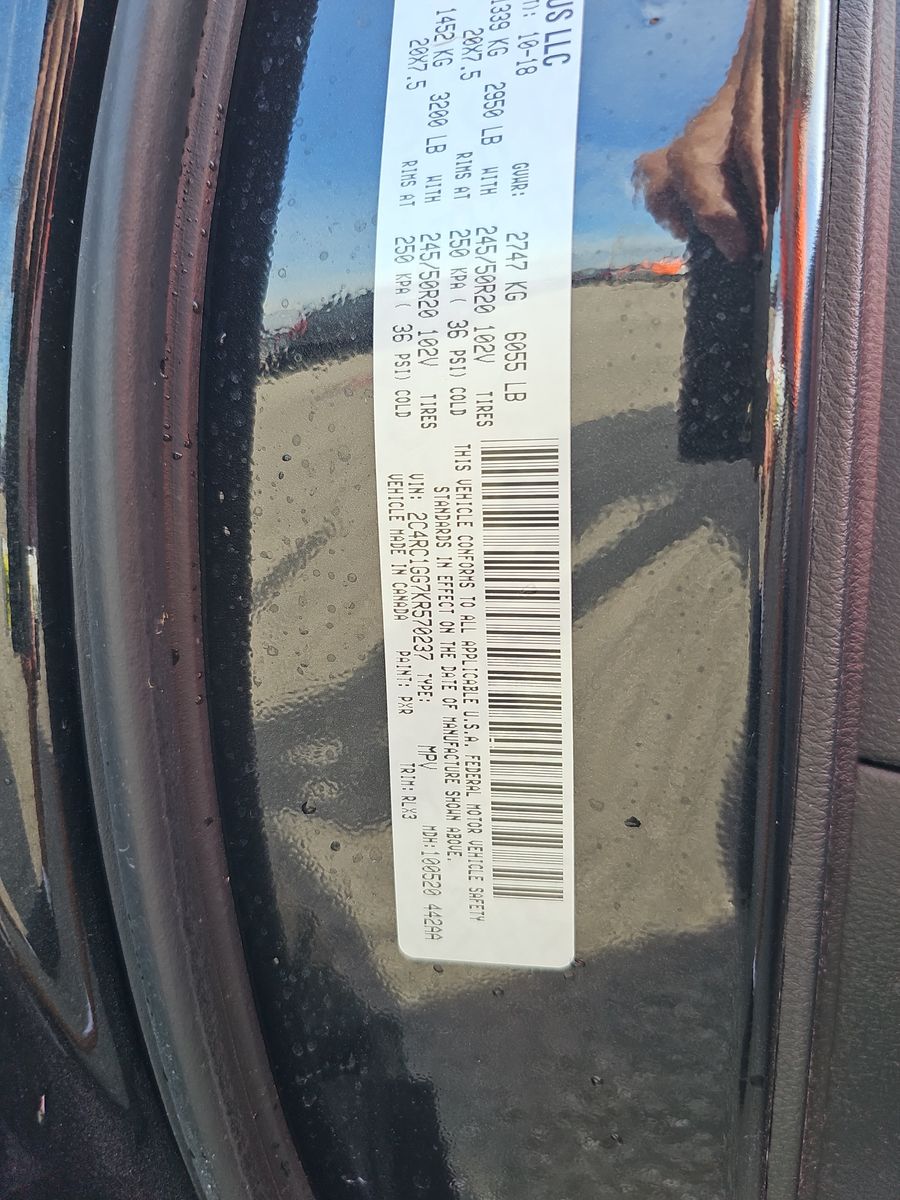 US LLC
10-18 GVWR: 2747 KG 6055 LB
1339 KG 2950 LB WITH 245/50R20 102V TIRES
20X7.5 RIMS AT 250 KPA ( 36 PSI) COLD
1452 KG 3200 LB WITH 245/50R20 102V TIRES
20X7.5 RIMS AT 250 KPA ( 36 PSI) COLD
THIS VEHICLE CONFORMS TO ALL APPLICABLE U.S.A. FEDERAL MOTOR VEHICLE SAFETY
STANDARDS IN EFFECT ON THE DATE OF MANUFACTURE SHOWN ABOVE.
VIN: 2C4RC1GG7KR570237 TYPE: MPV MDH:100520 442AA
VEHICLE MADE IN CANADA PAINT: PXR TRIM: RLX3